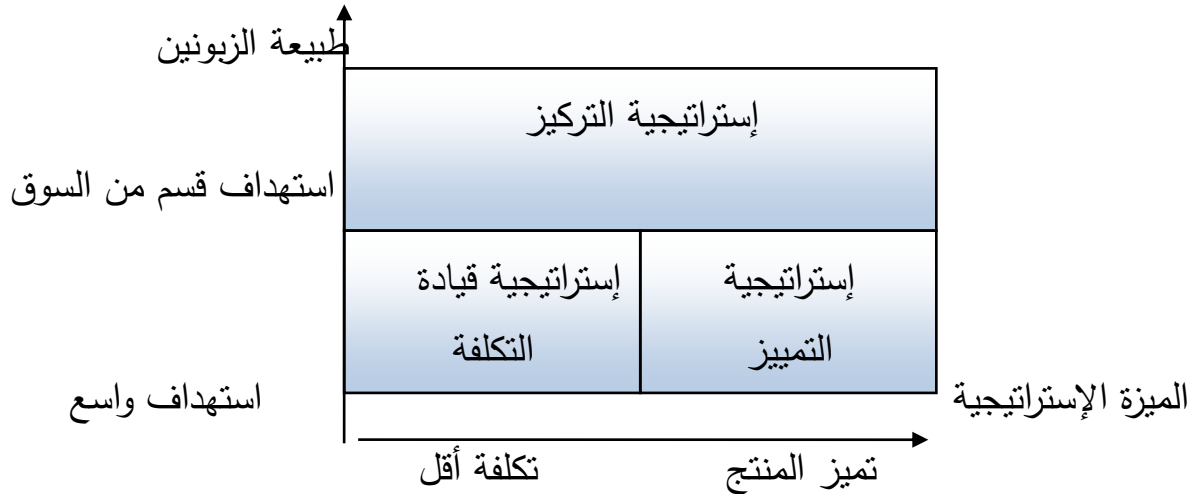 طبيعة الزبونين
إستراتيجية التركيز
استهداف قسم من السوق
إستراتيجية قيادة
التكلفة
إستراتيجية
التمييز
استهداف واسع
الميزة الإستراتيجية
تكلفة أقل
تميز المنتج